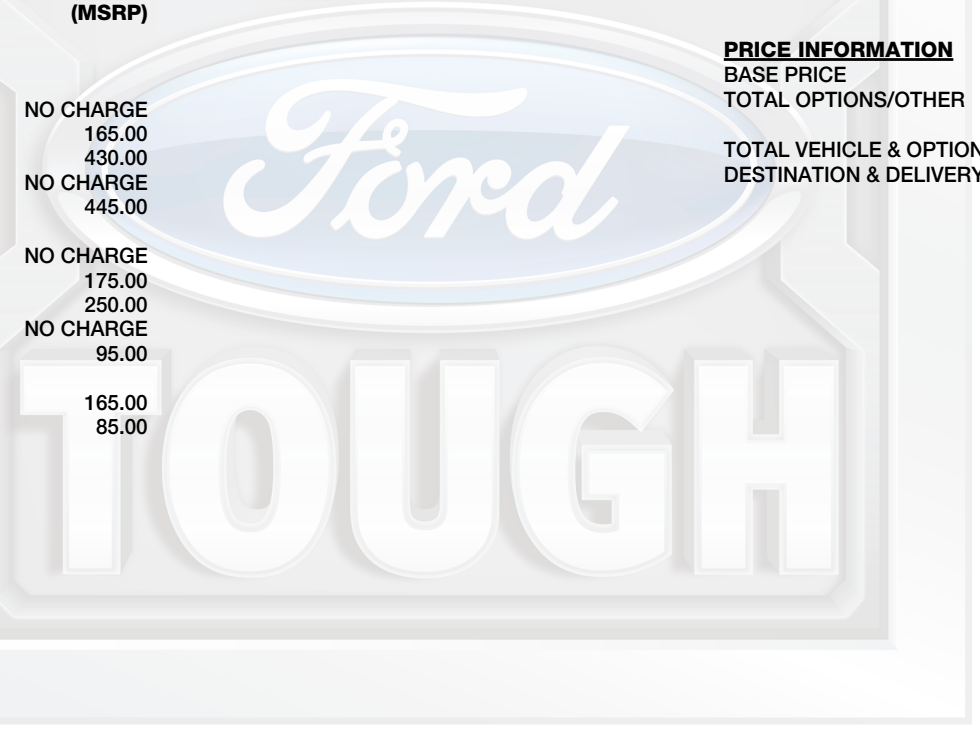 (MSRP)
NO CHARGE
165.00
430.00
NO CHARGE
445.00
NO CHARGE
175.00
250.00
NO CHARGE
95.00
165.00
85.00
PRICE INFORMATION
BASE PRICE
TOTAL OPTIONS/OTHER
TOTAL VEHICLE & OPTION
DESTINATION & DELIVERY
Ford
TOUGH